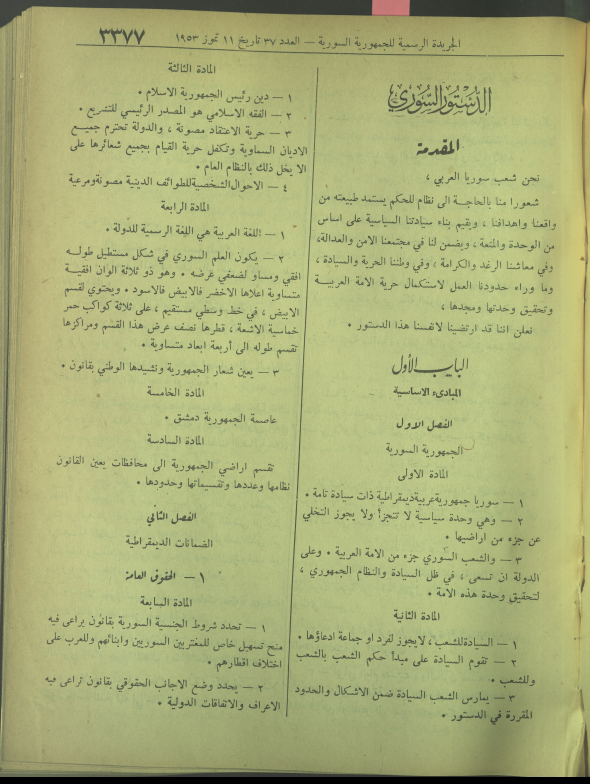 الجريدة الرسمية للجمهورية السورية — العدد ٣٧ تاريخ ١١ تموز ١٩٥٣
٣٣٧٧
الدستور السوري
المقدمة
نحن شعب سوريا العربي ،
شعورا منا بالحاجـة الى نظام للحكم يستمد طبيعته من
واقعنا واهدافنا ، ويقيم بناء سيادتنا السياسية على اساس
من الوحدة والمنعة ، ويضمن لنا في مجتمعنا الامن والعدالة،
وفي معاشنا الرغد والكرامة ، وفي وطننا الحرية والسيادة ،
وما وراء حدودنا العمل لاستكمال حرية الامة العربيـة
وتحقيق وحدتها ومجدها ،
نعلن اننا قد ارتضينا لانفسنا هذا الدستور .
الباب الأول
المبادىء الاساسية
الفصل الاول
الجمهورية السورية
المادة الاولى
١ — سوريا جمهورية عربية ديمقراطية ذات سيادة تامة .
٢ — وهي وحدة سياسية لا تتجزأ ولا يجوز التخلي
عن جزء من اراضيها .
٣ — والشعب السوري جزء من الامة العربية . وعلى
الدولة ان تسعى ، في ظل السيادة والنظام الجمهوري ،
لتحقيق وحدة هذه الامة .
المادة الثانية
١ — السيادة للشعب ، لايجوز لفرد او جماعة ادعاؤها .
٢ — تقوم السيادة على مبدأ حكم الشعب بالشعب
وللشعب .
٣ — يمارس الشعب السيادة ضمن الاشكال والحدود
المقررة في الدستور .
المادة الثالثة
١ — دين رئيس الجمهورية الاسلام .
٢ — الفقه الاسلامي هو المصدر الرئيسي للتشريع .
٣ — حرية الاعتقاد مصونة ، والدولة تحترم جميـع
الاديان السماوية وتكفل حرية القيام بجميع شعائرها على
الا يخل ذلك بالنظام العام .
٤ — الاحوال الشخصية للطوائف الدينية مصونة ومرعية
المادة الرابعة
١ — اللغة العربية هي اللغة الرسمية للدولة .
٢ — يكون العلم السوري في شكل مستطيل طولـه
افقي ومساو لضعفي عرضه . وهو ذو ثلاثة الوان افقيـة
متساوية اعلاها الاخضر فالابيض فالاسود . ويحتوي القسم
الابيض ، في خط وسطي مستقيم ، على ثلاثة كواكب حمر
خماسية الاشعة ، قطرها نصف عرض هذا القسم ومراكزها
تقسم طوله الى أربعة ابعاد متساوية .
٣ — يعين شعار الجمهورية ونشيدها الوطني بقانون .
المادة الخامسة
عاصمة الجمهورية دمشق .
المادة السادسة
تقسم اراضي الجمهورية الى محافظات يعين القانون
نظامها وعددها وتقسيماتها وحدودها .
الفصل الثاني
الضمانات الديمقراطية
١ — الحقوق العامة
المادة السابعة
١ — تحدد شروط الجنسية السورية بقانون يراعى فيه
منح تسهيل خاص للمغتربين السوريين وابنائهم وللعرب على
اختلاف اقطارهم .
٢ — يحدد وضع الاجانب الحقوقي بقانون تراعى فيه
الاعراف والاتفاقات الدولية .